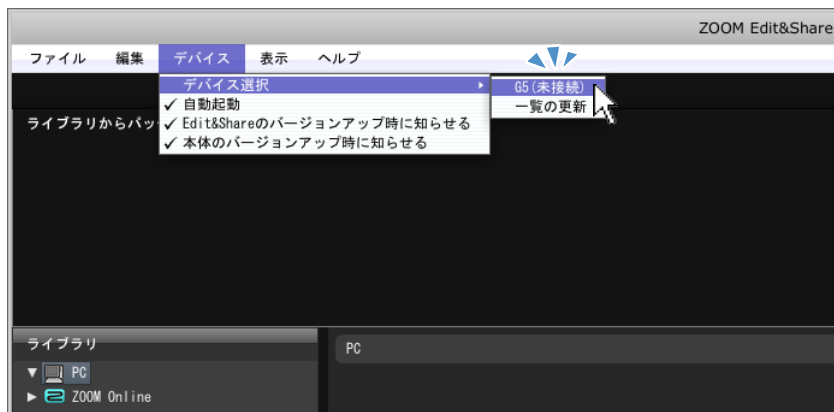 ZOOM Edit&Share
ファイル 編集 デバイス 表示 ヘルプ
デバイス選択
G5(未接続)
✓ 自動起動
一覧の更新
ライブラリからパッ
✓ Edit&Shareのバージョンアップ時に知らせる
✓ 本体のバージョンアップ時に知らせる
ライブラリ
PC
▼ PC
▶ ZOOM Online